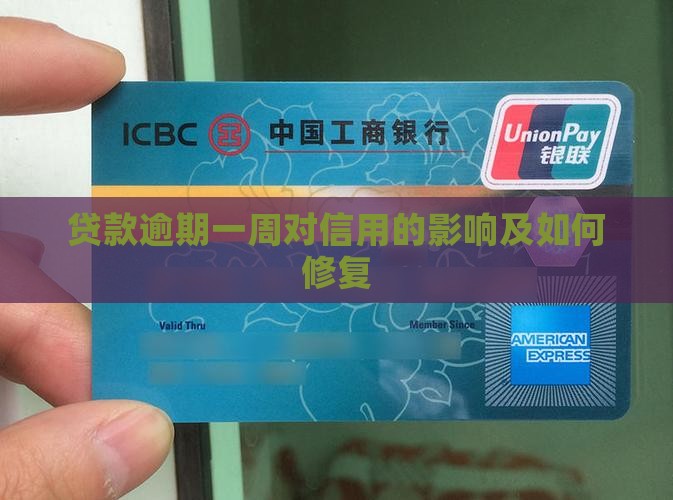 ICBC 中国工商银行
UnionPay
银联
贷款逾期一周对信用的影响及如何
修复
Valid Thru
Member Since
AMERICAN
EXPRESS